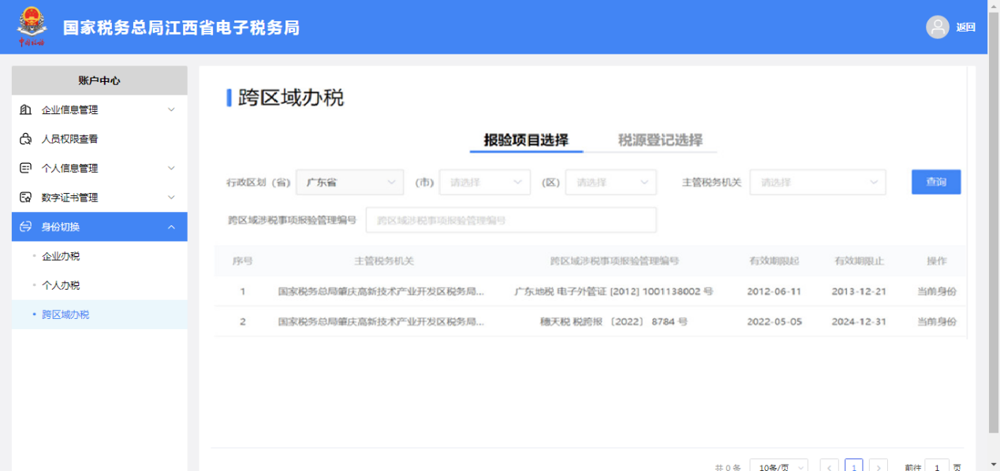 国家税务总局江西省电子税务局
返回
账户中心
企业信息管理
人员权限查看
个人信息管理
数字证书管理
身份切换
企业办税
个人办税
跨区域办税
跨区域办税
报验项目选择 税源登记选择
行政区划（省） 广东省 （市） 请选择 （区） 请选择 主管税务机关 请选择 查询
跨区域涉税事项报验管理编号 跨区域涉税事项报验管理编号
序号 主管税务机关 跨区域涉税事项报验管理编号 有效期限起 有效期限止 操作
1 国家税务总局肇庆高新技术产业开发区税务局... 广东地税 电子外管证 [2012] 1001138002 号 2012-06-11 2013-12-21 当前身份
2 国家税务总局肇庆高新技术产业开发区税务局... 穗天税 税跨报 〔2022〕 8784 号 2022-05-05 2024-12-31 当前身份
共 0 条 10条/页 1 前往 1 页